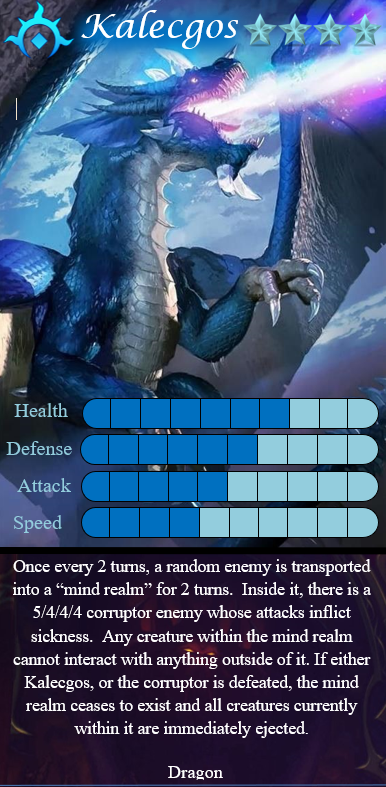 Kalecgos
Health
Defense
Attack
Speed
Once every 2 turns, a random enemy is transported
into a “mind realm” for 2 turns.  Inside it, there is a
5/4/4/4 corruptor enemy whose attacks inflict
sickness.  Any creature within the mind realm
cannot interact with anything outside of it. If either
Kalecgos, or the corruptor is defeated, the mind
realm ceases to exist and all creatures currently
within it are immediately ejected.
Dragon